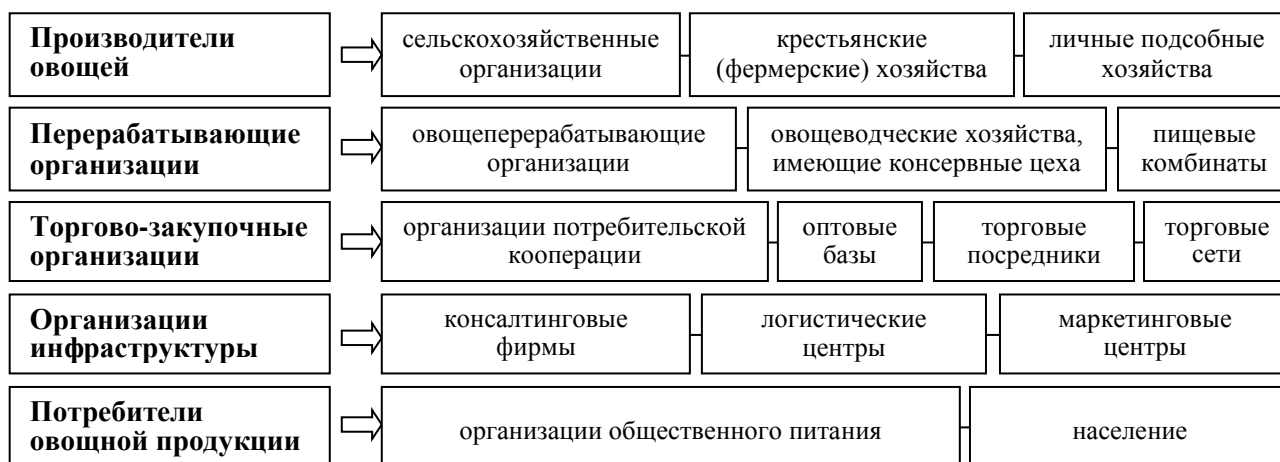 Производители
овощей
сельскохозяйственные
организации
крестьянские
(фермерские) хозяйства
личные подсобные
хозяйства
Перерабатывающие
организации
овощеперерабатывающие
организации
овощеводческие хозяйства,
имеющие консервные цеха
пищевые
комбинаты
Торгово-закупочные
организации
организации потребительской
кооперации
оптовые
базы
торговые
посредники
торговые
сети
Организации
инфраструктуры
консалтинговые
фирмы
логистические
центры
маркетинговые
центры
Потребители
овощной продукции
организации общественного питания
население